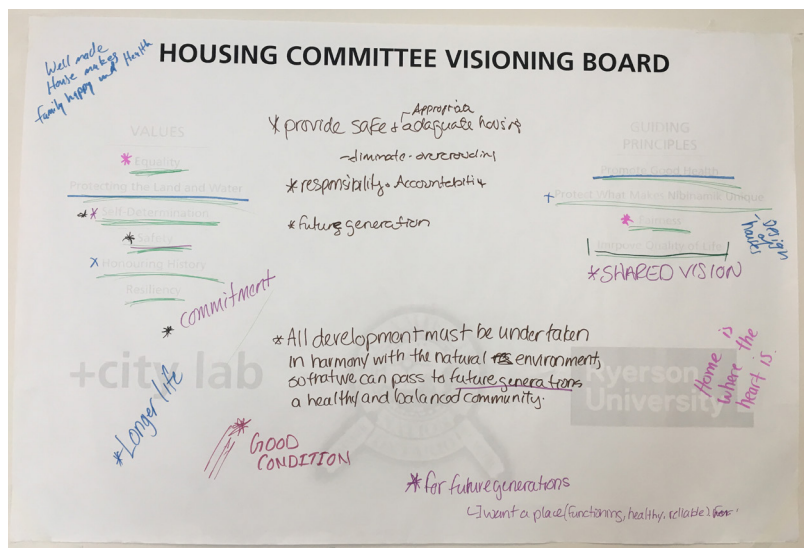 Well made
House makes
family happy and Health
HOUSING COMMITTEE VISIONING BOARD
VALUES
* Equality
Protecting the Land and Water
* * Self-Determination
* Safety
x Honouring History
Resiliency
Appropriate
* provide safe + adaquate housing
- elimmate - overcrowding
* responsibility. Accountability
* future generation
GUIDING
PRINCIPLES
Promote Good Health
+ Protect What Makes Nibinamik Unique
* Fairness
Improve Quality of Life
- Design
of
houses
* SHARED VISION
* commitment
* All development must be undertaken
in harmony with the natural environment,
so that we can pass to future generations
a healthy and balanced community.
+city lab
Ryerson
University
Home is
where the
heart is.
* Longer life
* GOOD
CONDITION
* for future generations
↳ want a place (functioning, healthy, reliable)